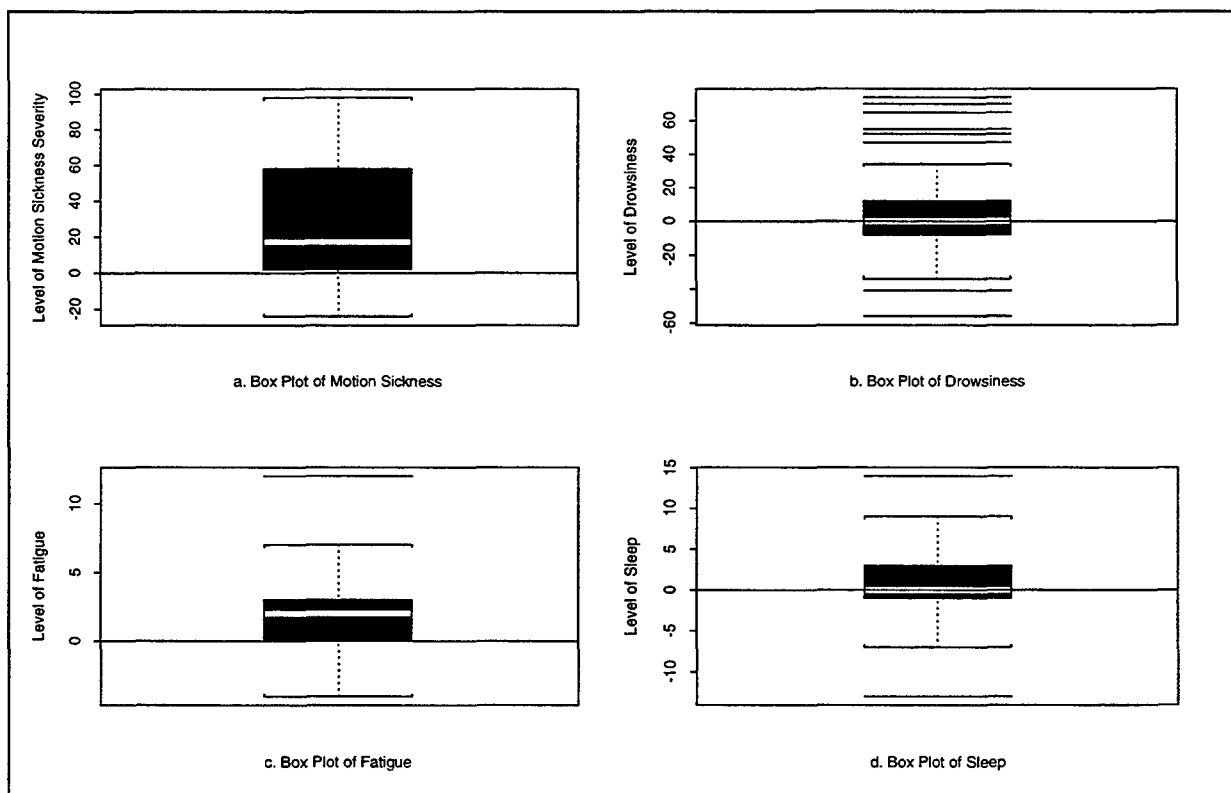 Level of Motion Sickness Severity
100
80
60
40
20
0
-20
a. Box Plot of Motion Sickness
Level of Drowsiness
60
40
20
0
-20
-60
b. Box Plot of Drowsiness
Level of Fatigue
10
5
0
c. Box Plot of Fatigue
Level of Sleep
15
10
5
0
-5
-10
d. Box Plot of Sleep